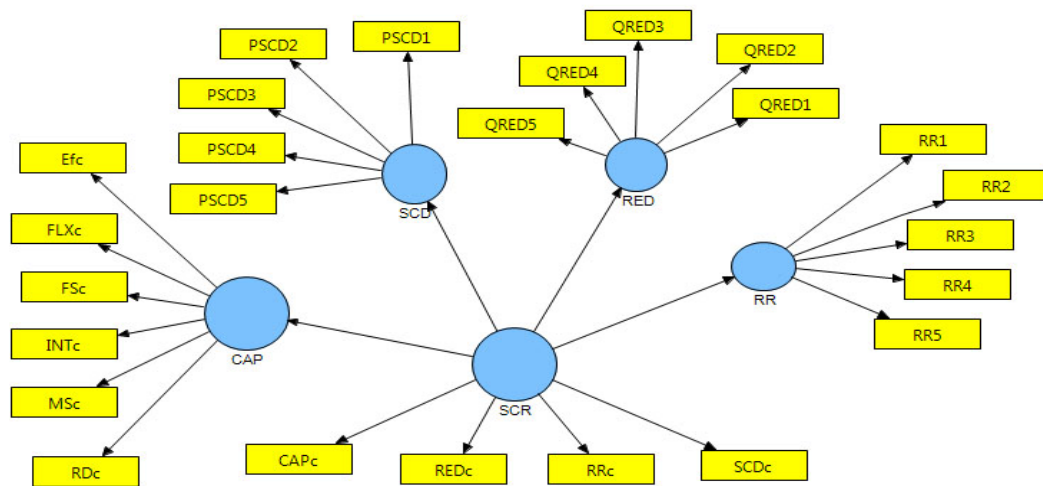 QRED3
PSCD2
PSCD1
QRED2
QRED4
PSCD3
QRED1
QRED5
RR1
PSCD4
Efc
RR2
PSCD5
SCD
RED
FLXc
RR3
FSc
RR4
RR
INTc
RR5
CAP
MSc
SCR
CAPc
REDc
RRc
SCDc
RDc